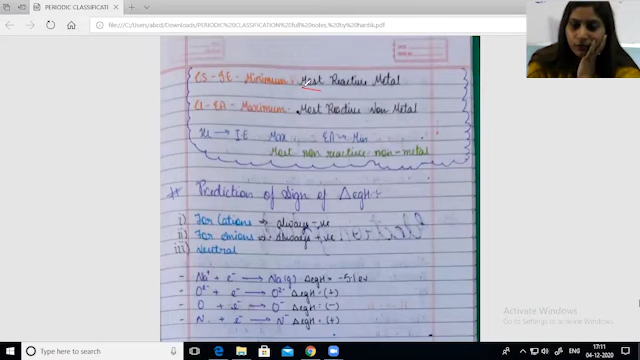 PERIODIC CLASSIFICATI
file:///C:/Users/abcd/Downloads/PERIODIC%20CLASSIFICATION%20full%20notes,%20by%20hardik.pdf
Cs - IE - Minimum. Most Reactive Metal
Cl - EA - Maximum. Most Reactive Non Metal
IE Max EA → Min
Most non reactive non-metal
# Prediction of Sign of ΔegH :
i) For Cations → always -ve
ii) For anions → always +ve
iii) Neutral
- Na⁺ + e⁻ → Na(g) ΔegH = -5.1 ev
- e⁻ → O²⁻ ΔegH = (+)
- O + e⁻ → O⁻ ΔegH = (-)
- N + e⁻ → N⁻ ΔegH = (+)
Activate Windows
Go to Settings to activate Windows.
Type here to search
ENG
17:11
04-12-2020